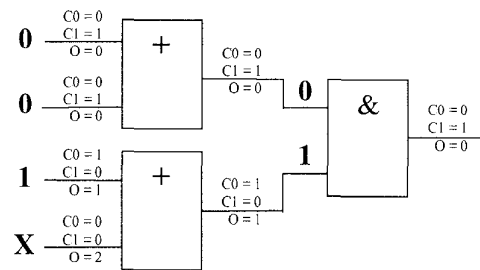 0
C0 = 0
C1 = 1
O = 0
0
C0 = 0
C1 = 1
O = 0
+
C0 = 0
C1 = 1
O = 0
0
1
C0 = 1
C1 = 0
O = 1
X
C0 = 0
C1 = 0
O = 2
+
C0 = 1
C1 = 0
O = 1
1
&
C0 = 0
C1 = 1
O = 0